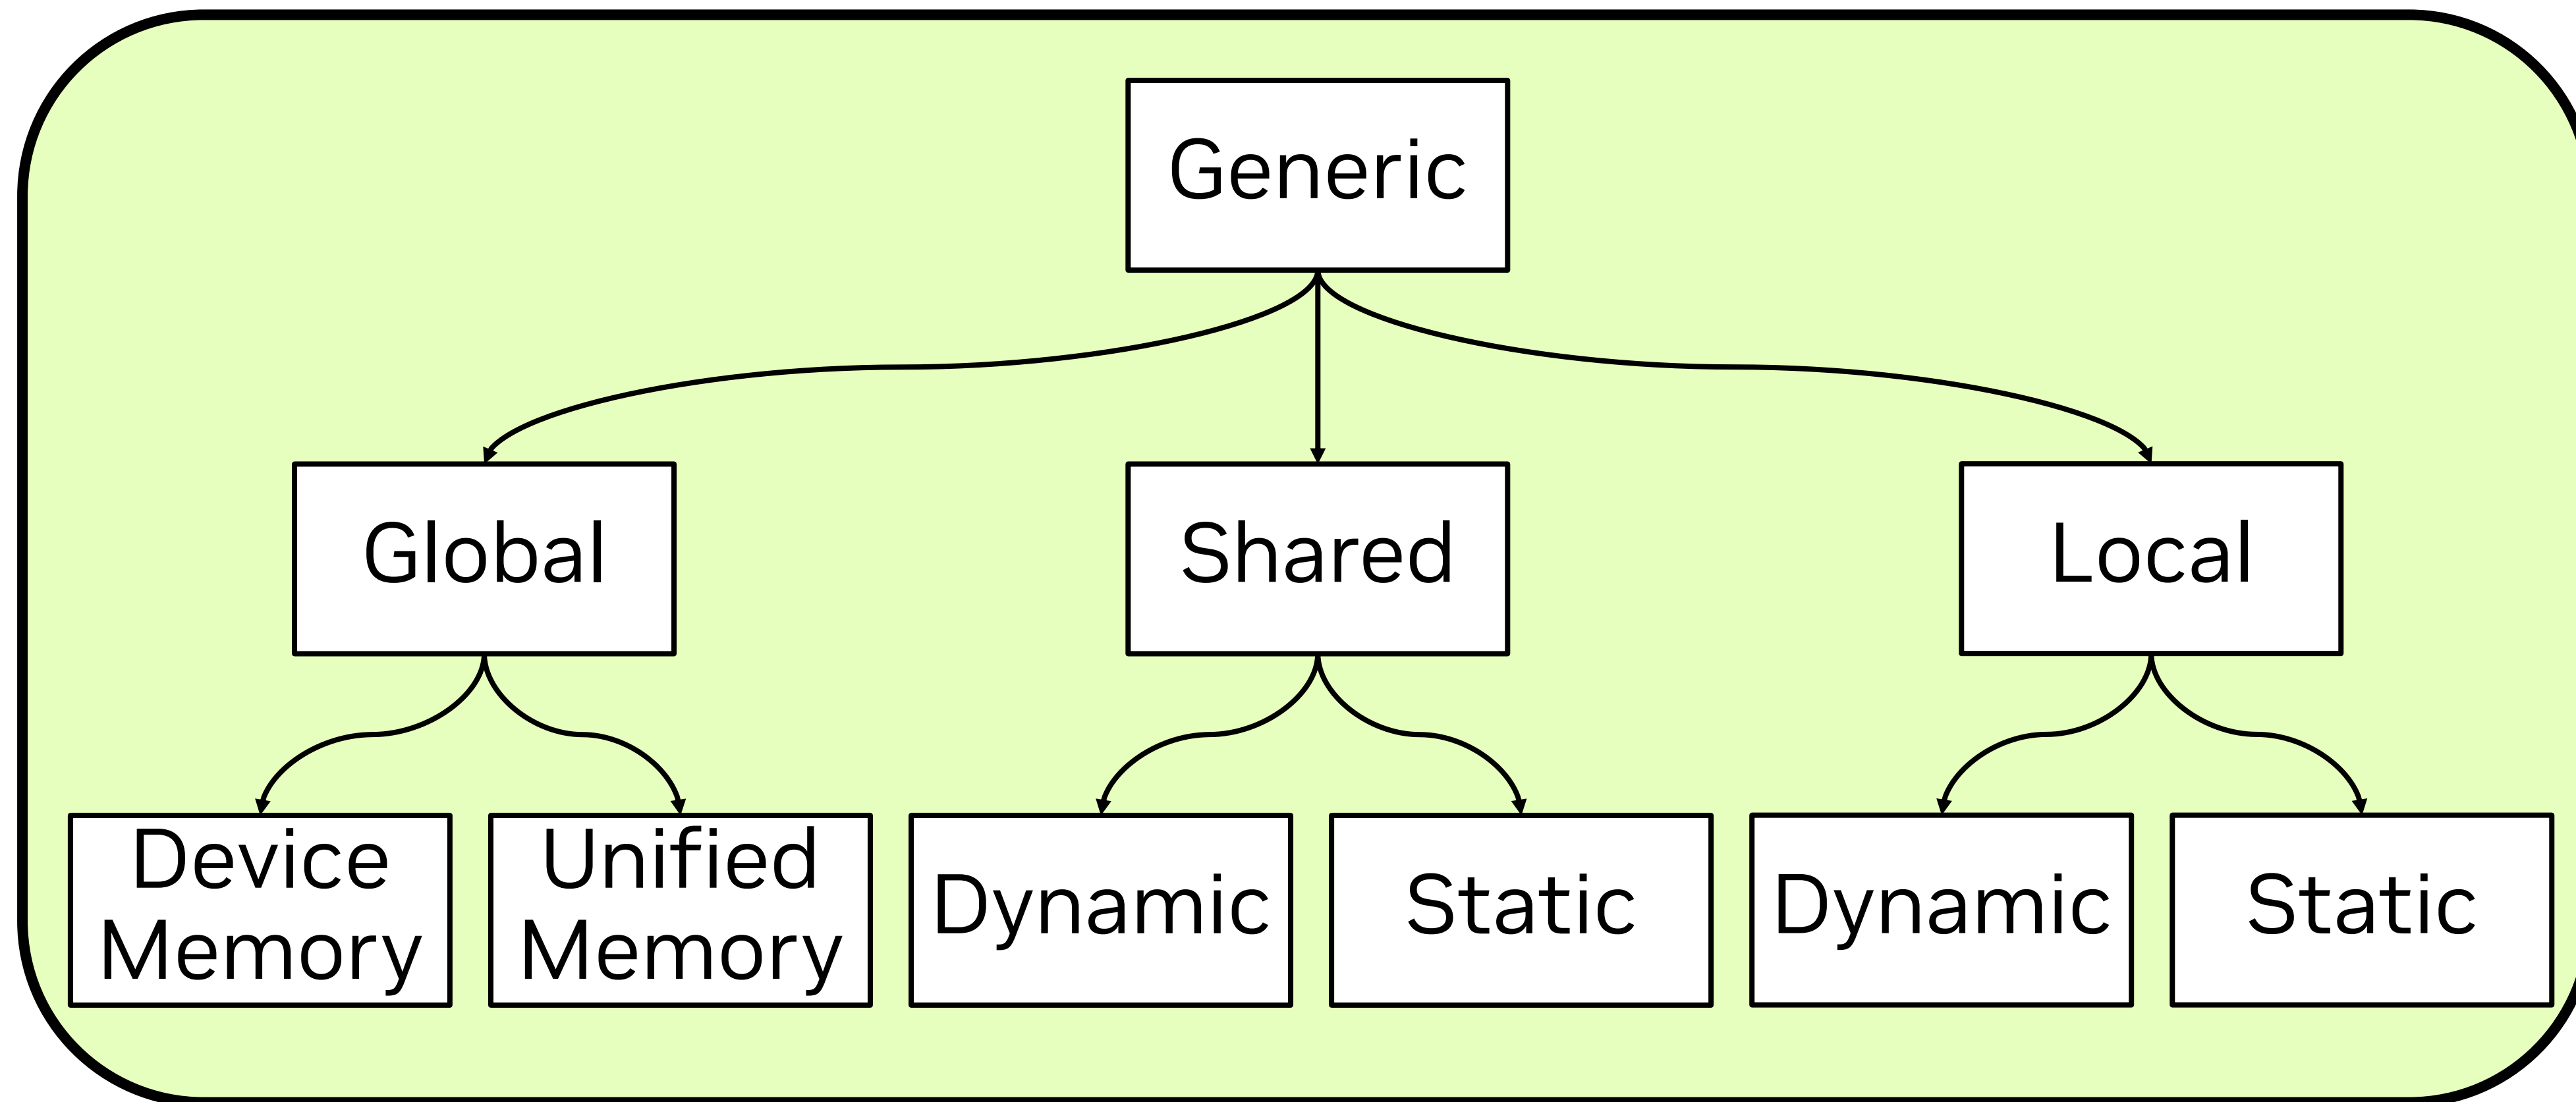 Generic
Global
Shared
Local
Device
Memory
Unified
Memory
Dynamic
Static
Dynamic
Static